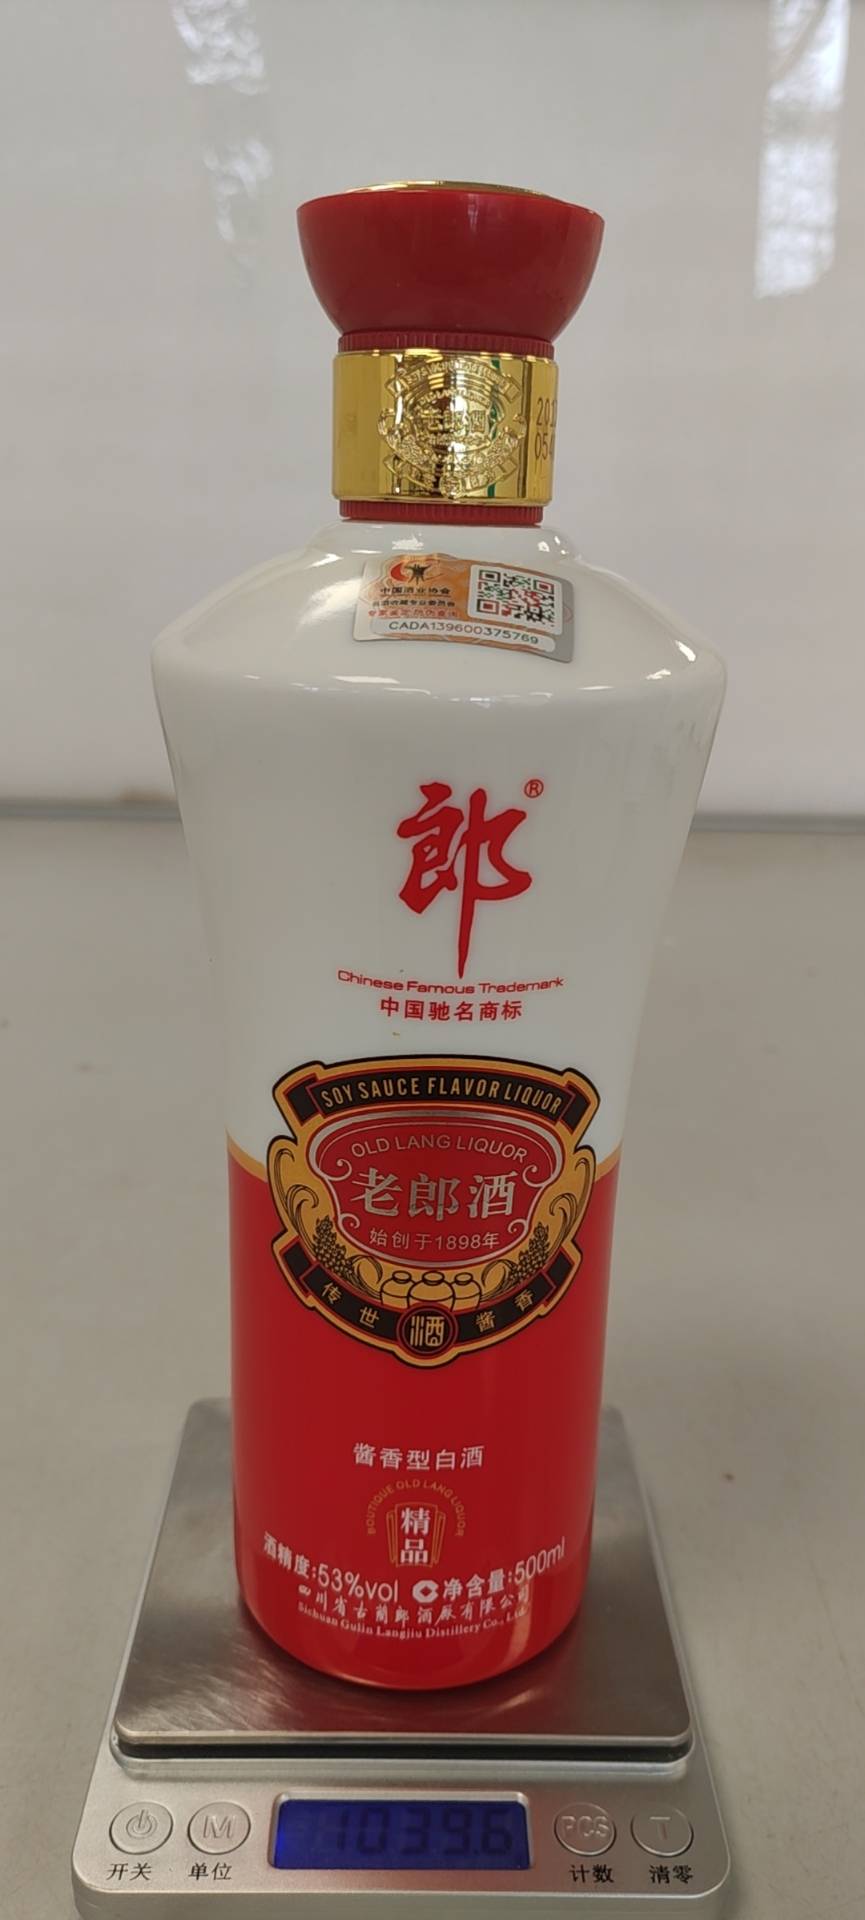 老郎酒
中国酒业协会
CADA139600375769
郎®
Chinese Famous Trademark
中国驰名商标
SOY SAUCE FLAVOR LIQUOR
OLD LANG LIQUOR
老郎酒
始创于1898年
传世 酒 酱香
酱香型白酒
BOUTIQUE OLD LANG LIQUOR
精品
酒精度:53%vol 净含量:500ml
四川省古蔺郎酒厂有限公司
Sichuan Gulin Langjiu Distillery Co., Ltd.
M 1039.6 PCS T
开关 单位 计数 清零